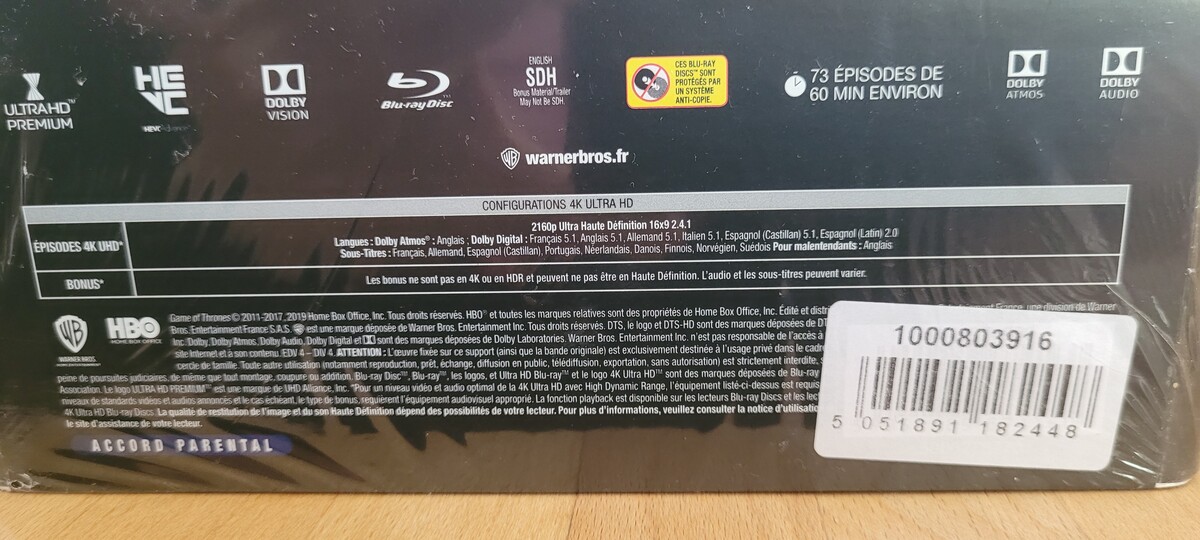 ULTRAHD™
PREMIUM
HEVC
HEVC Advance™
DOLBY
VISION
Blu-ray Disc™
ENGLISH
SDH
Bonus Material/Trailer
May Not Be SDH.
CES BLU-RAY
DISCS™ SONT
PROTÉGÉS PAR
UN SYSTÈME
ANTI-COPIE.
73 ÉPISODES DE
60 MIN ENVIRON
DOLBY
ATMOS
DOLBY
AUDIO
WB warnerbros.fr
CONFIGURATIONS 4K ULTRA HD
ÉPISODES 4K UHD*
2160p Ultra Haute Définition 16x9 2.4.1
Langues : Dolby Atmos® : Anglais : Dolby Digital : Français 5.1, Anglais 5.1, Allemand 5.1, Italien 5.1, Espagnol (Castillan) 5.1, Espagnol (Latin) 2.0
Sous-Titres : Français, Allemand, Espagnol (Castillan), Portugais, Néerlandais, Danois, Finnois, Norvégien, Suédois Pour malentendants : Anglais
BONUS*
Les bonus ne sont pas en 4K ou en HDR et peuvent ne pas être en Haute Définition. L'audio et les sous-titres peuvent varier.
WB
WARNER BROS.
HBO
HOME BOX OFFICE
Game of Thrones © 2011-2017, 2019 Home Box Office, Inc. Tous droits réservés. HBO® et toutes les marques relatives sont des propriétés de Home Box Office, Inc. Édité et distr
France, une division de Warner
Bros. Entertainment France S.A.S. est une marque déposée de Warner Bros. Entertainment Inc. Tous droits réservés. DTS, le logo et DTS-HD sont des marques déposées de DT
Inc. Dolby, Dolby Atmos, Dolby Audio, Dolby Digital et sont des marques déposées de Dolby Laboratories. Warner Bros. Entertainment Inc. n'est pas responsable de l'accès à
site Internet et à son contenu. EDV 4 – DIV 4. ATTENTION : L'œuvre fixée sur ce support (ainsi que la bande originale) est exclusivement destinée à l'usage privé dans le cadre
cercle de famille. Toute autre utilisation (notamment reproduction, prêt, échange, diffusion en public, télédiffusion, exportation, sans autorisation) est strictement interdite, s
peine de poursuites judiciaires, de même que tout montage, coupure ou addition. Blu-ray Disc™, Blu-ray™, les logos, et Ultra HD Blu-ray™ et le logo 4K Ultra HD™ sont des marques déposées de Blu-ray
Association. Le logo ULTRA HD PREMIUM™ est une marque de UHD Alliance, Inc. *Pour un niveau vidéo et audio optimal de la 4K Ultra HD avec High Dynamic Range, l'équipement listé-ci-dessus est requis
niveaux de standards vidéo et audios annoncés et le cas échéant, le type de bonus, requièrent l'équipement audiovisuel approprié. La fonction playback est disponible sur les lecteurs Blu-ray Discs et les lec
4K Ultra HD Blu-ray Discs. La qualité de restitution de l'image et du son Haute Définition dépend des possibilités de votre lecteur. Pour plus d'informations, veuillez consulter la notice d'utilisatio
le site d'assistance de votre lecteur.
ACCORD PARENTAL
1000803916
5 051891 182448